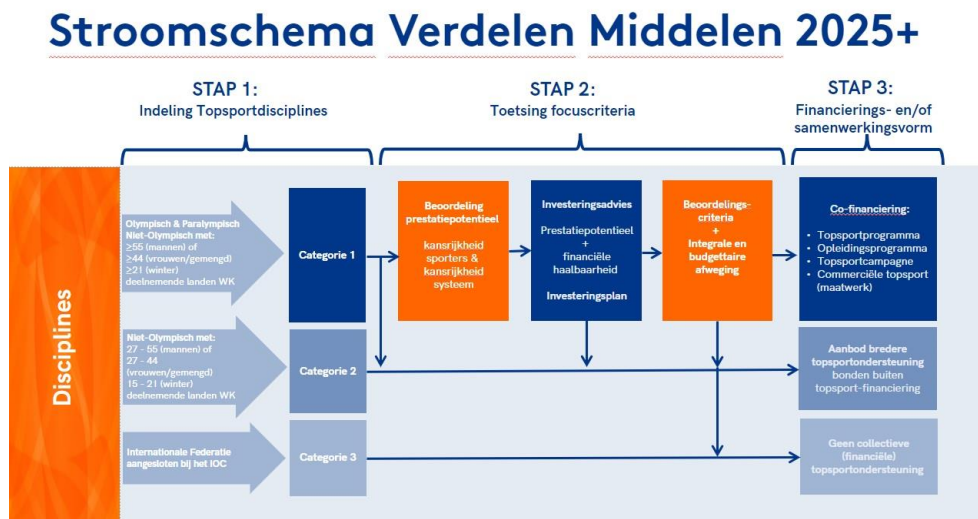 Stroomschema Verdelen Middelen 2025+
STAP 1:
Indeling Topsportdisciplines
STAP 2:
Toetsing focuscriteria
STAP 3:
Financierings- en/of
samenwerkingsvorm
Disciplines
Olympisch & Paralympisch
Niet-Olympisch met:
≥55 (mannen) of
≥44 (vrouwen/gemengd)
≥21 (winter)
deelnemende landen WK
Categorie 1
Beoordeling
prestatiepotentieel
kansrijkheid
sporters &
kansrijkheid
systeem
Investeringsadvies
Prestatiepotentieel
+
financiële
haalbaarheid
Investeringsplan
Beoordelings-
criteria
+
Integrale en
budgettaire
afweging
Co-financiering:
• Topsportprogramma
• Opleidingsprogramma
• Topsportcampagne
• Commerciële topsport
(maatwerk)
Niet-Olympisch met:
27 - 55 (mannen) of
27 - 44
(vrouwen/gemengd)
15 - 21 (winter)
deelnemende landen WK
Categorie 2
Aanbod bredere
topsportondersteuning
bonden buiten
topsport-financiering
Internationale Federatie
aangesloten bij het IOC
Categorie 3
Geen collectieve
(financiële)
topsportondersteuning